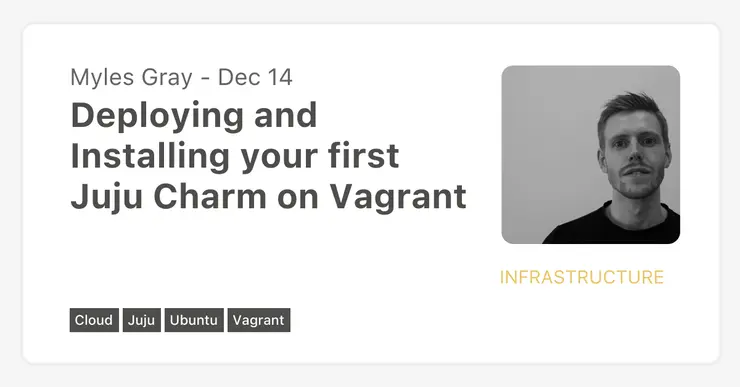 Myles Gray - Dec 14
Deploying and
Installing your first
Juju Charm on Vagrant
INFRASTRUCTURE
Cloud Juju Ubuntu Vagrant